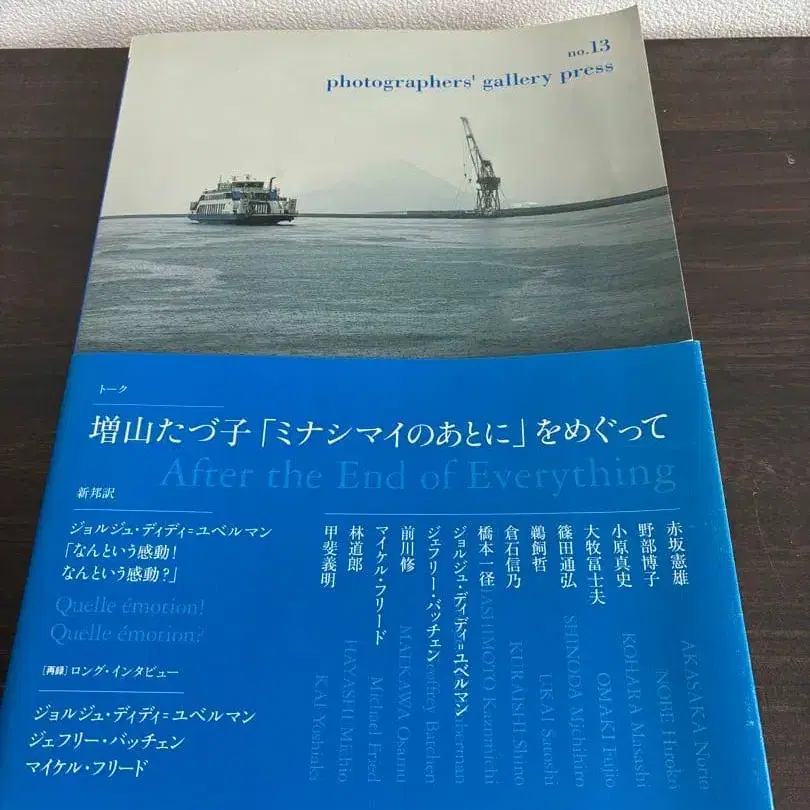 no.13
photographers' gallery press
トーク
増山たづ子「ミナシマイのあとに」をめぐって
After the End of Everything
新邦訳
ジョルジュ・ディディ=ユベルマン
「なんという感動!
なんという感動?」
Quelle émotion!
Quelle émotion?
[再録] ロング・インタビュー
ジョルジュ・ディディ=ユベルマン
ジェフリー・バッチェン
マイケル・フリード
赤坂憲雄
野部博子
小原真史
大牧冨士夫
篠田通弘
鵜飼哲
倉石信乃
橋本一径
ジョルジュ・ディディ=ユベルマン
ジェフリー・バッチェン
前川修
マイケル・フリード
林道郎
甲斐義明
AKASAKA Norio
NOBE Hiroko
KOHARA Masashi
OMAKI Fujio
SHINODA Michihiro
UKAI Satoshi
KURAISHI Shino
HASHIMOTO Kazumichi
Geoffrey Batchen
MAEKAWA Osamu
Michael Fried
HAYASHI Michio
KAI Yoshiaki